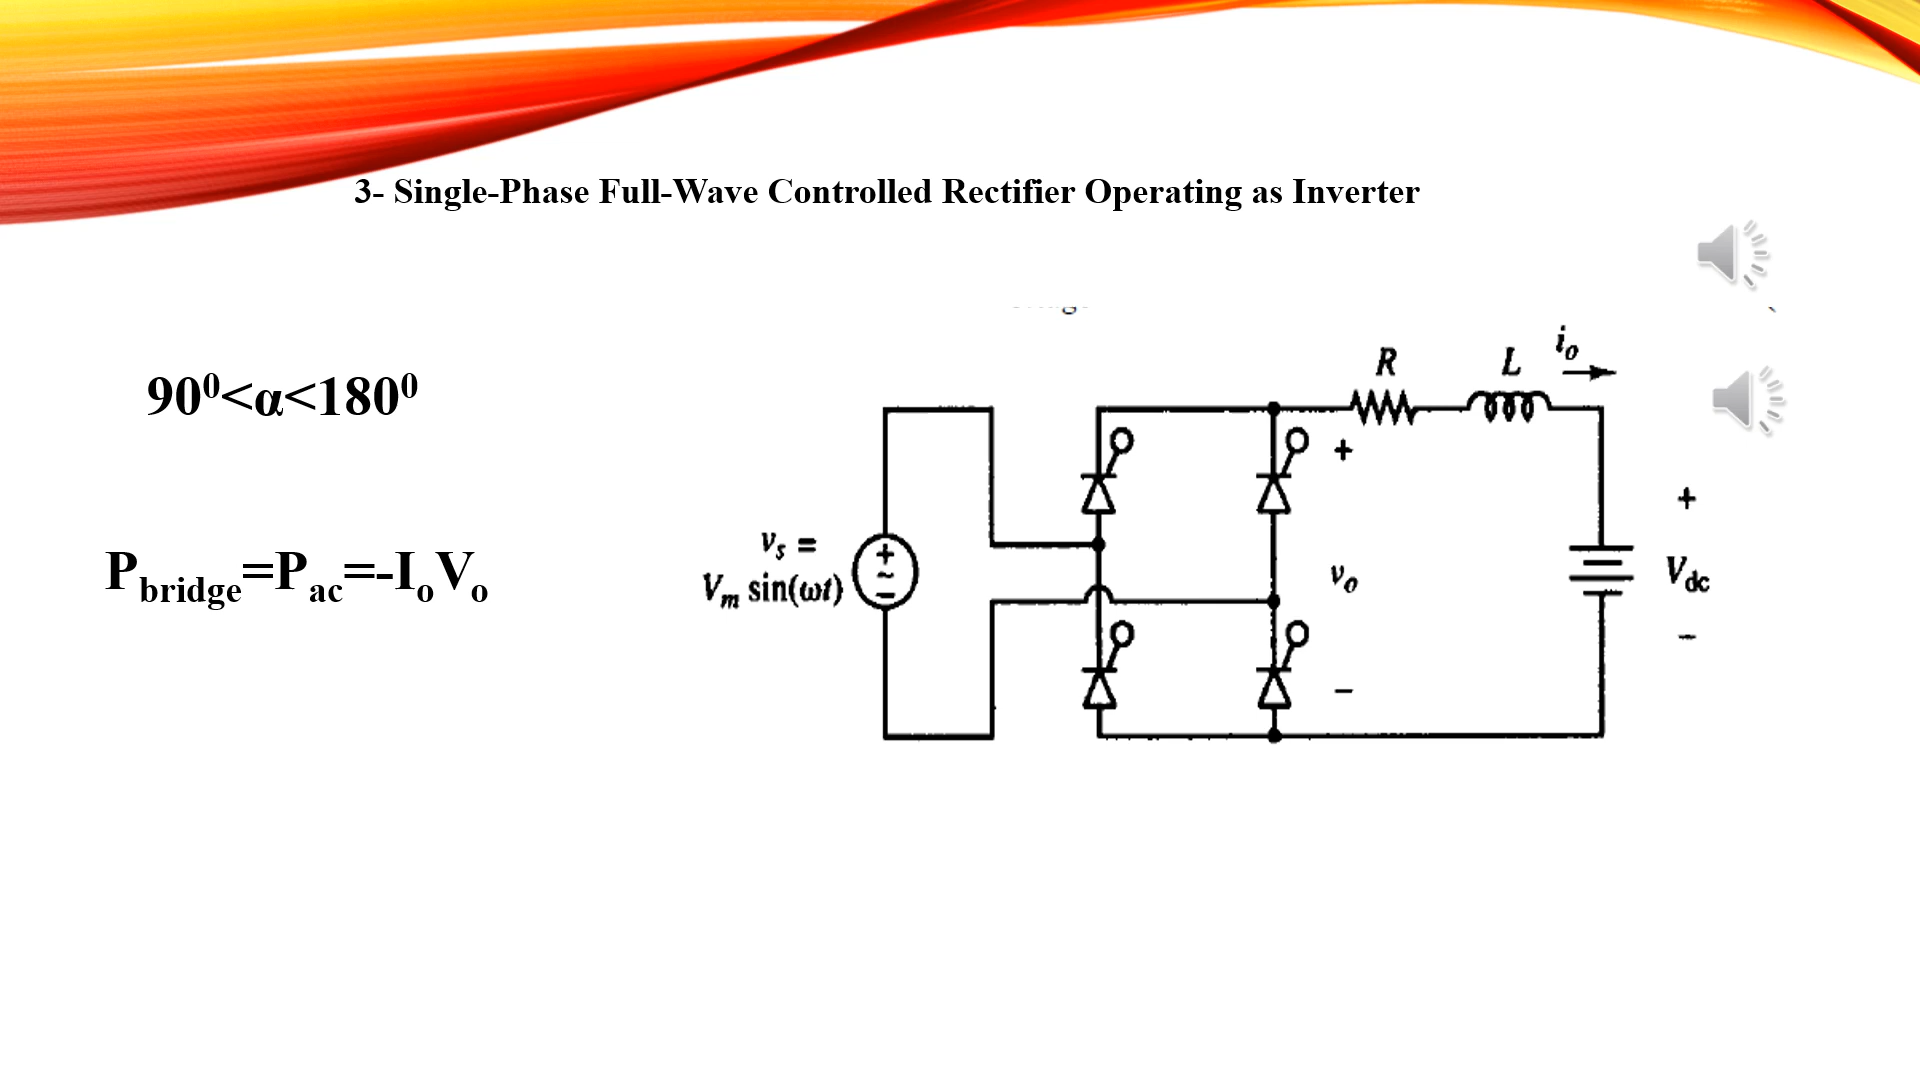 3- Single-Phase Full-Wave Controlled Rectifier Operating as Inverter
90⁰<α<180⁰
P_bridge=P_ac=-I_oV_o
R
L
i_o
+
+
v_s =
V_m sin(ωt)
+
~
−
v_o
V_dc
−
−